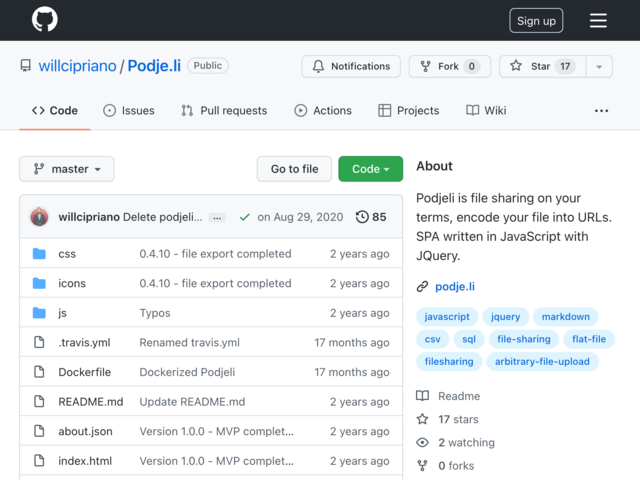 Sign up
willcipriano / Podje.li Public
Notifications
Fork 0
Star 17
Code
Issues
Pull requests
Actions
Projects
Wiki
...
master
Go to file
Code
willcipriano Delete podjeli... ... on Aug 29, 2020 85
css 0.4.10 - file export completed 2 years ago
icons 0.4.10 - file export completed 2 years ago
js Typos 2 years ago
.travis.yml Renamed travis.yml 17 months ago
Dockerfile Dockerized Podjeli 17 months ago
README.md Update README.md 2 years ago
about.json Version 1.0.0 - MVP complet... 2 years ago
index.html Version 1.0.0 - MVP complet... 2 years ago
About
Podjeli is file sharing on your
terms, encode your file into URLs.
SPA written in JavaScript with
JQuery.
podje.li
javascript jquery markdown
csv sql file-sharing flat-file
filesharing arbitrary-file-upload
Readme
17 stars
2 watching
0 forks